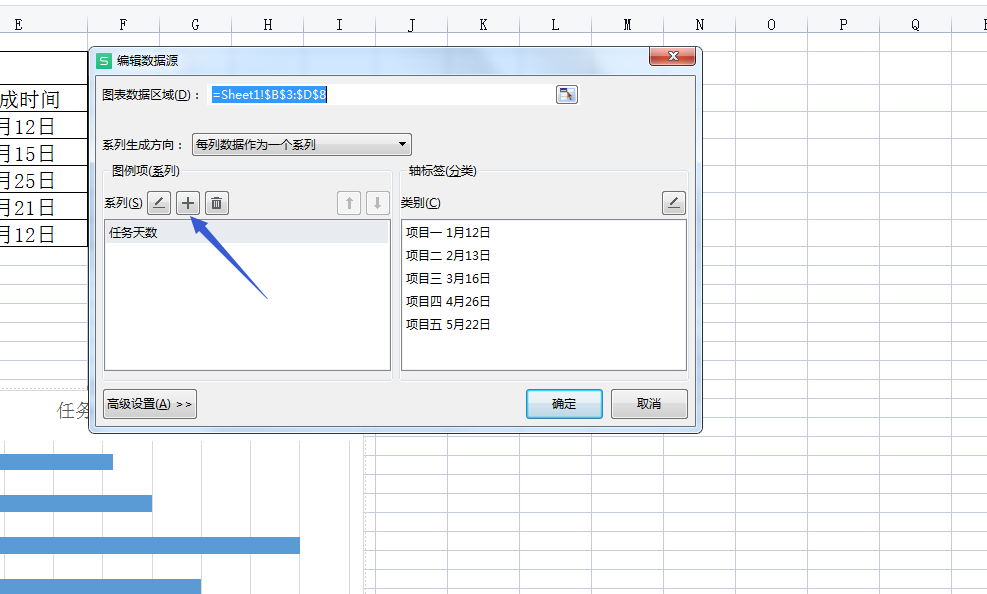 E F G H I J K L M N O P Q
S 编辑数据源
成时间
图表数据区域(D)： =Sheet1!$B$3:$D$8
月12日
系列生成方向： 每列数据作为一个系列
月15日
图例项(系列) 轴标签(分类)
月25日
系列(S) 类别(C)
月21日
任务天数 项目一 1月12日
月12日
项目二 2月13日
项目三 3月16日
项目四 4月26日
项目五 5月22日
高级设置(A) >> 确定 取消
任务